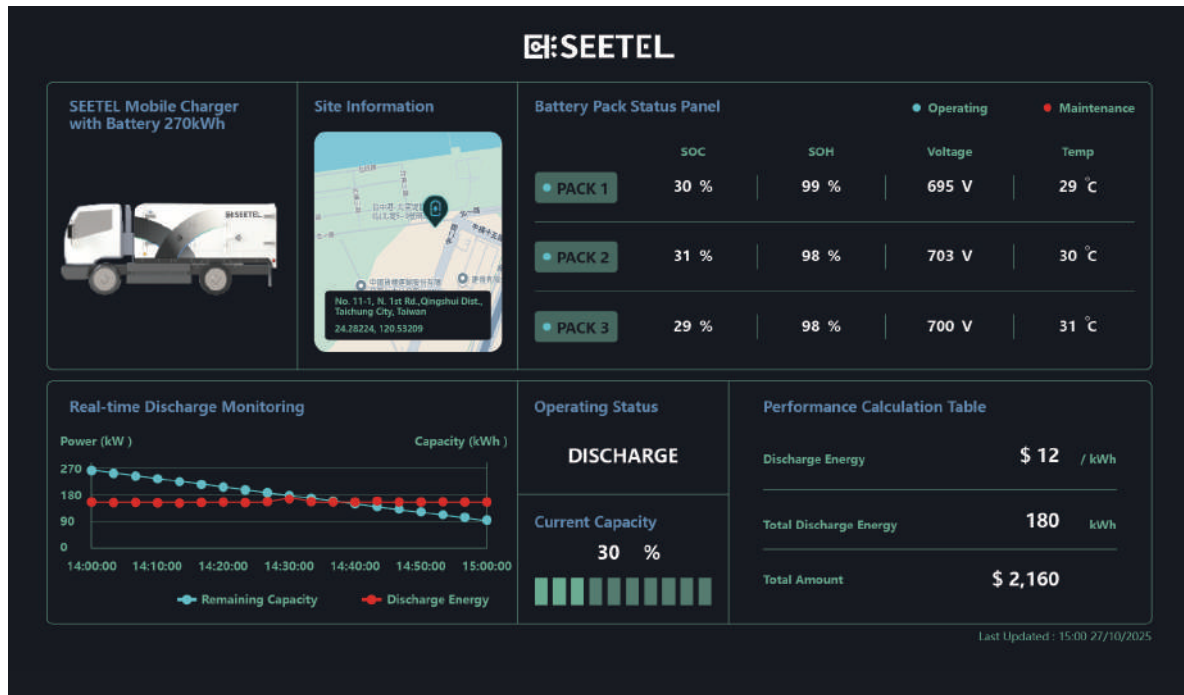 SEETEL
SEETEL Mobile Charger
with Battery 270kWh
SEETEL
Site Information
No. 11-1, N. 1st Rd.,Qingshui Dist.,
Taichung City, Taiwan
24.28224, 120.53209
Battery Pack Status Panel
Operating
Maintenance
SOC SOH Voltage Temp
PACK 1 30 % 99 % 695 V 29 °C
PACK 2 31 % 98 % 703 V 30 °C
PACK 3 29 % 98 % 700 V 31 °C
Real-time Discharge Monitoring
Power (kW )
Capacity (kWh )
270
180
90
0
14:00:00 14:10:00 14:20:00 14:30:00 14:40:00 14:50:00 15:00:00
Remaining Capacity
Discharge Energy
Operating Status
DISCHARGE
Current Capacity
30 %
Performance Calculation Table
Discharge Energy $ 12 / kWh
Total Discharge Energy 180 kWh
Total Amount $ 2,160
Last Updated : 15:00 27/10/2025